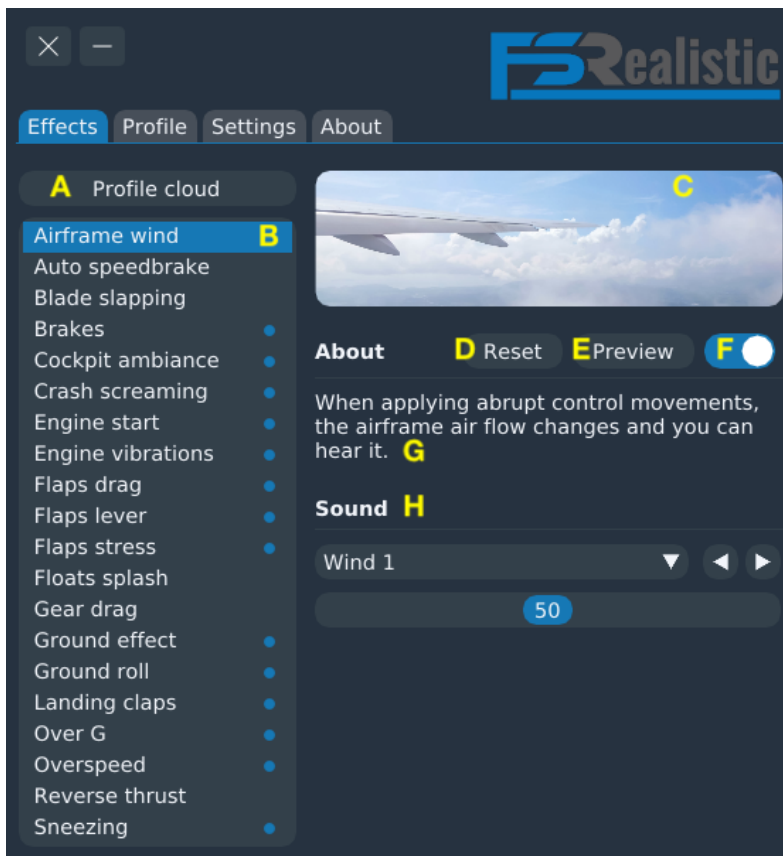 FSRealistic
Effects Profile Settings About
A Profile cloud
Airframe wind B
Auto speedbrake
Blade slapping
Brakes
Cockpit ambiance
Crash screaming
Engine start
Engine vibrations
Flaps drag
Flaps lever
Flaps stress
Floats splash
Gear drag
Ground effect
Ground roll
Landing claps
Over G
Overspeed
Reverse thrust
Sneezing
C
About D Reset E Preview F
When applying abrupt control movements,
the airframe air flow changes and you can
hear it. G
Sound H
Wind 1
50